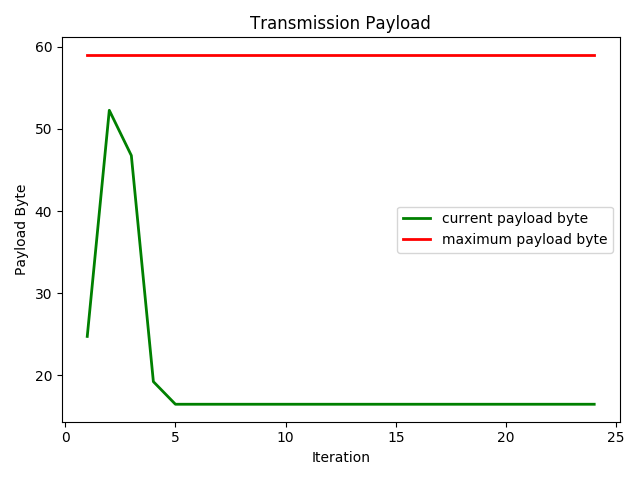 Transmission Payload
Payload Byte
60
50
40
30
20
current payload byte
maximum payload byte
0
5
10
15
20
25
Iteration